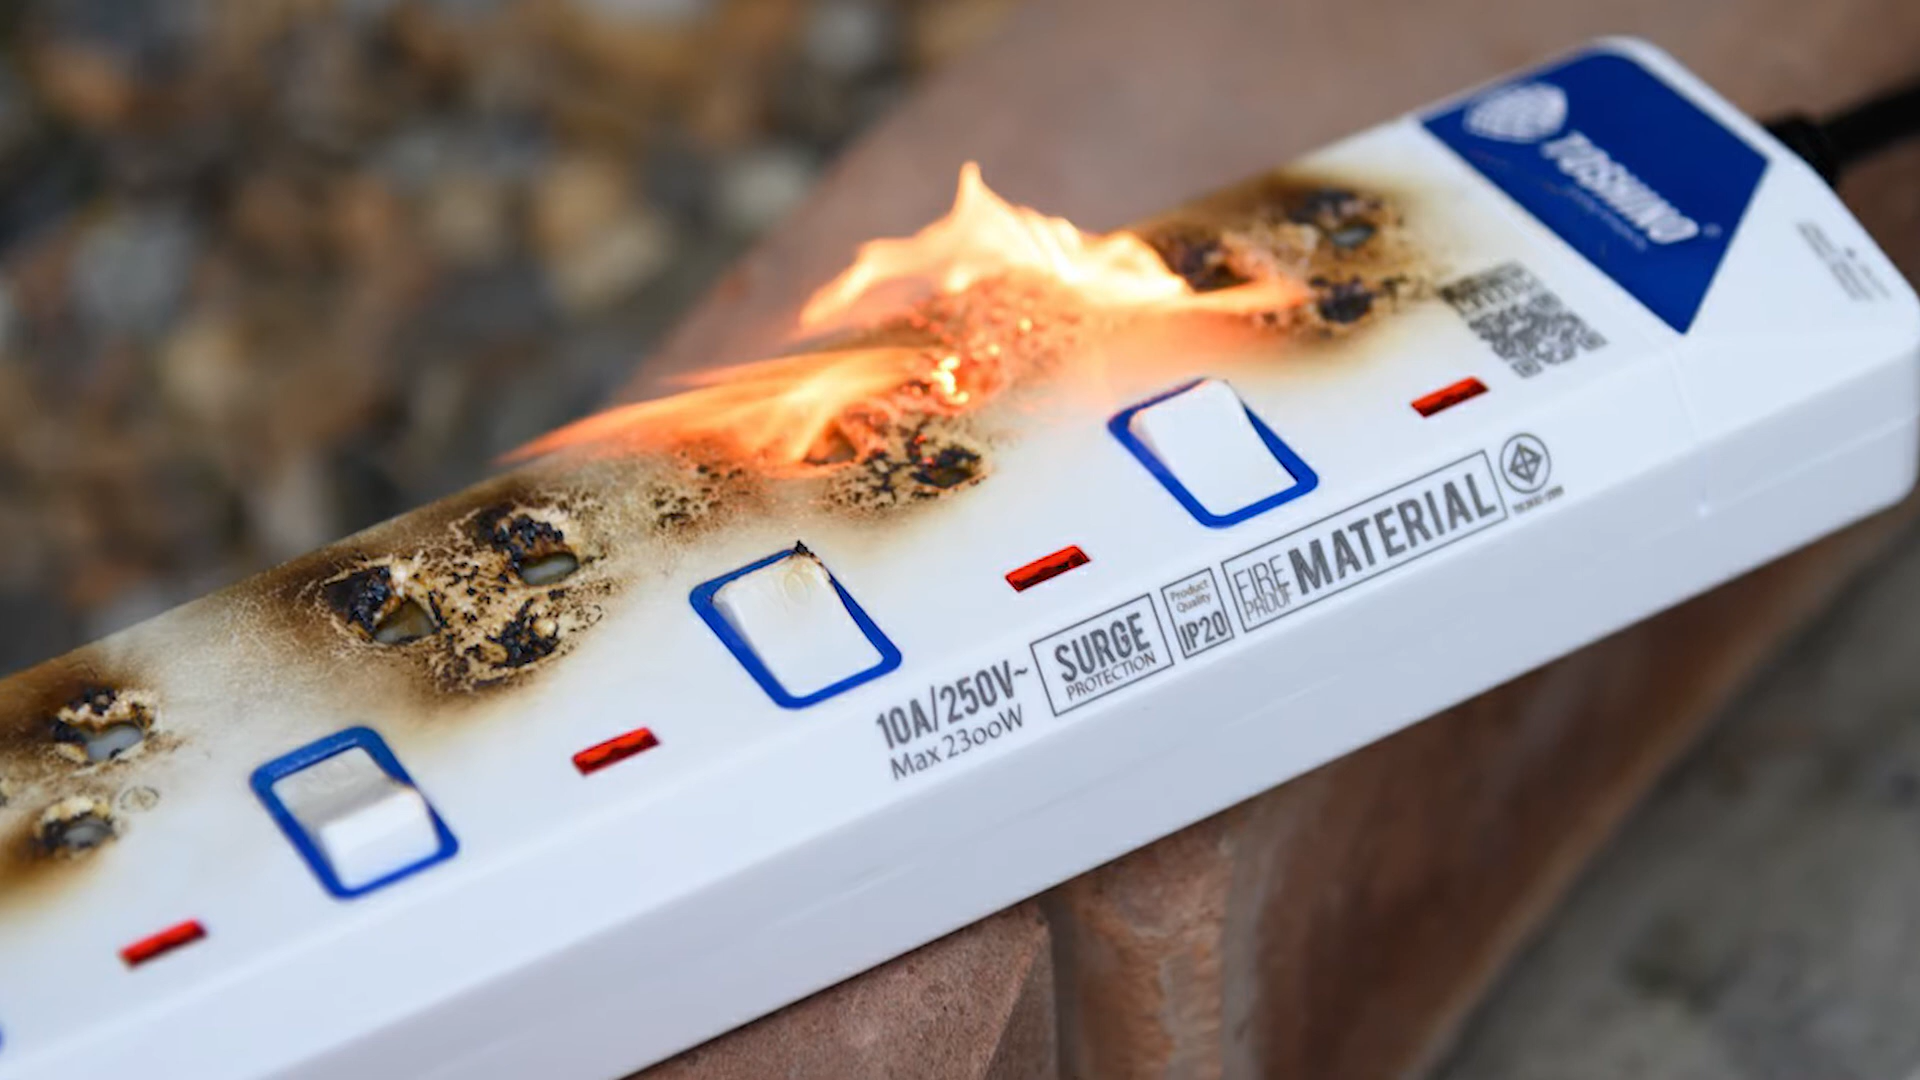 TOSHINO
10A/250V~
Max 2300W
SURGE
PROTECTION
Product
Quality
IP20
FIRE
PROOF
MATERIAL